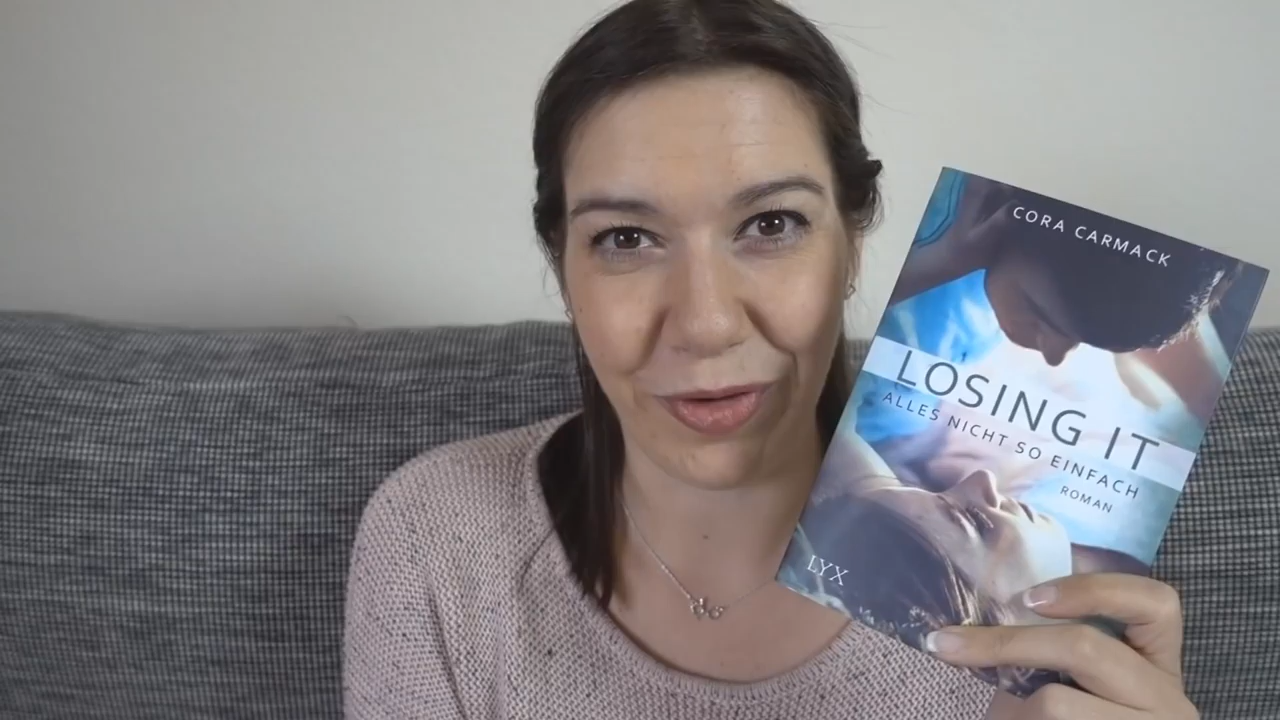 CORA CARMACK
LOSING IT
ALLES NICHT SO EINFACH
ROMAN
LYX